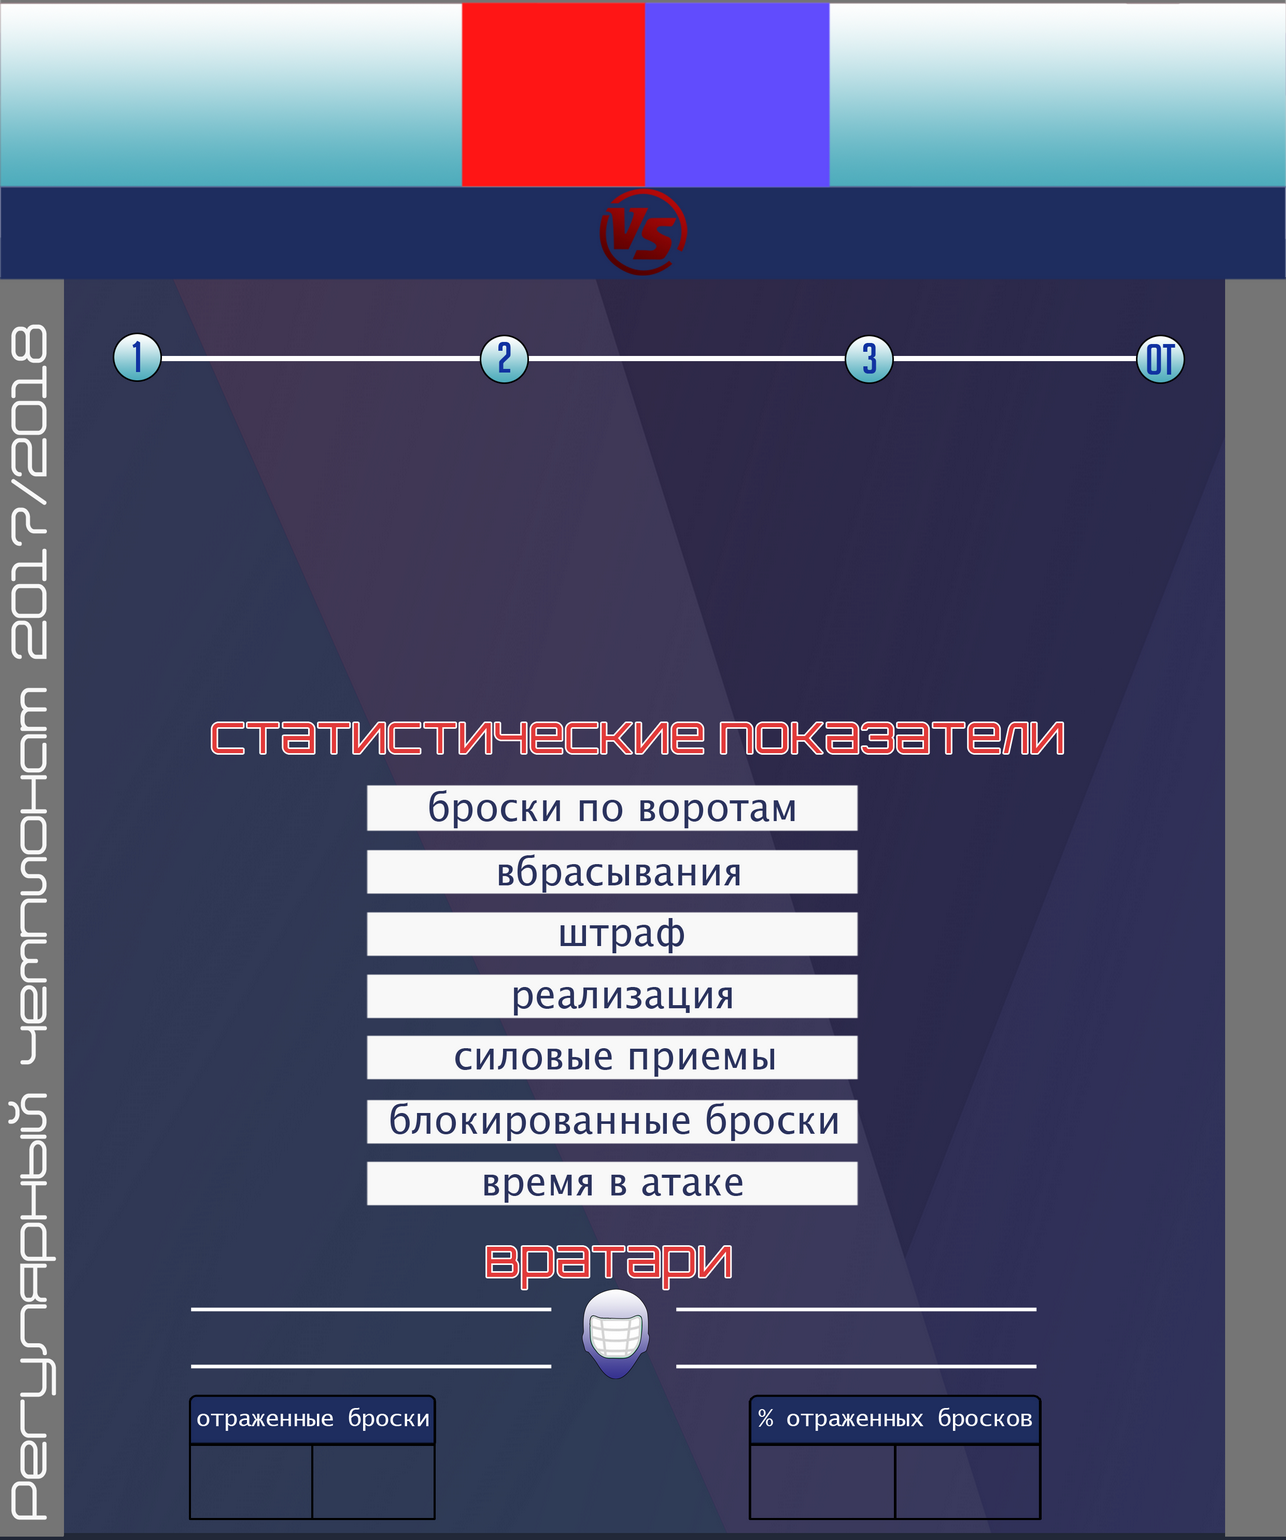 VS
Регулярный чемпионат 2017/2018
1
2
3
ОТ
статистические показатели
броски по воротам
вбрасывания
штраф
реализация
силовые приемы
блокированные броски
время в атаке
вратари
отраженные броски
% отраженных бросков